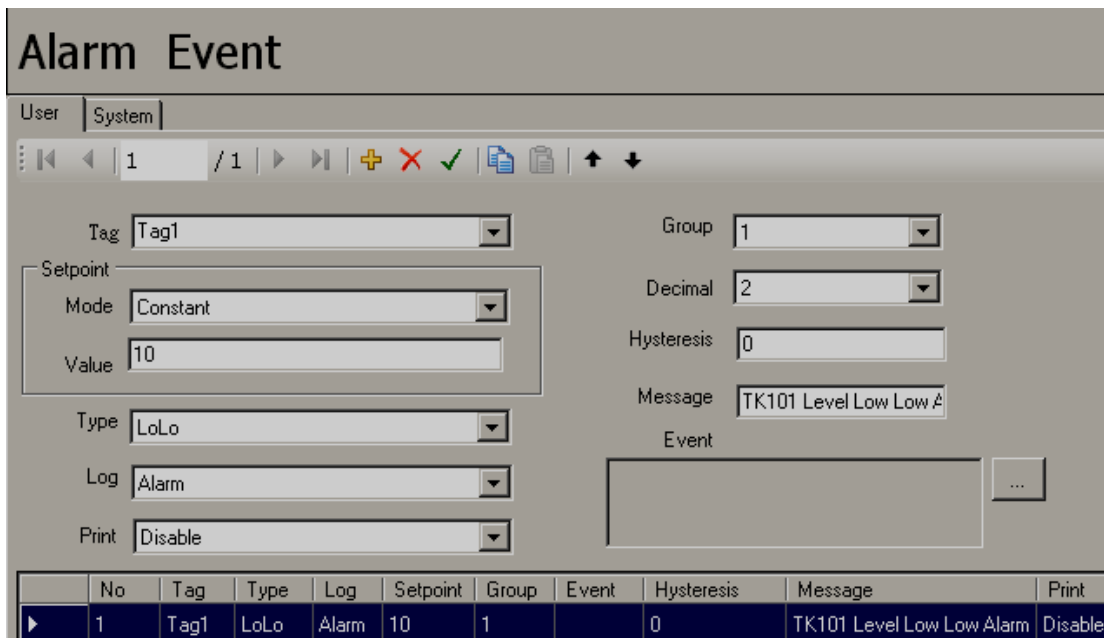 Alarm Event
User System
1 / 1
Tag Tag1
Group 1
Setpoint
Mode Constant
Decimal 2
Value 10
Hysteresis 0
Type LoLo
Message TK101 Level Low Low A
Event
...
Log Alarm
Print Disable
No Tag Type Log Setpoint Group Event Hysteresis Message Print
1 Tag1 LoLo Alarm 10 1 0 TK101 Level Low Low Alarm Disable